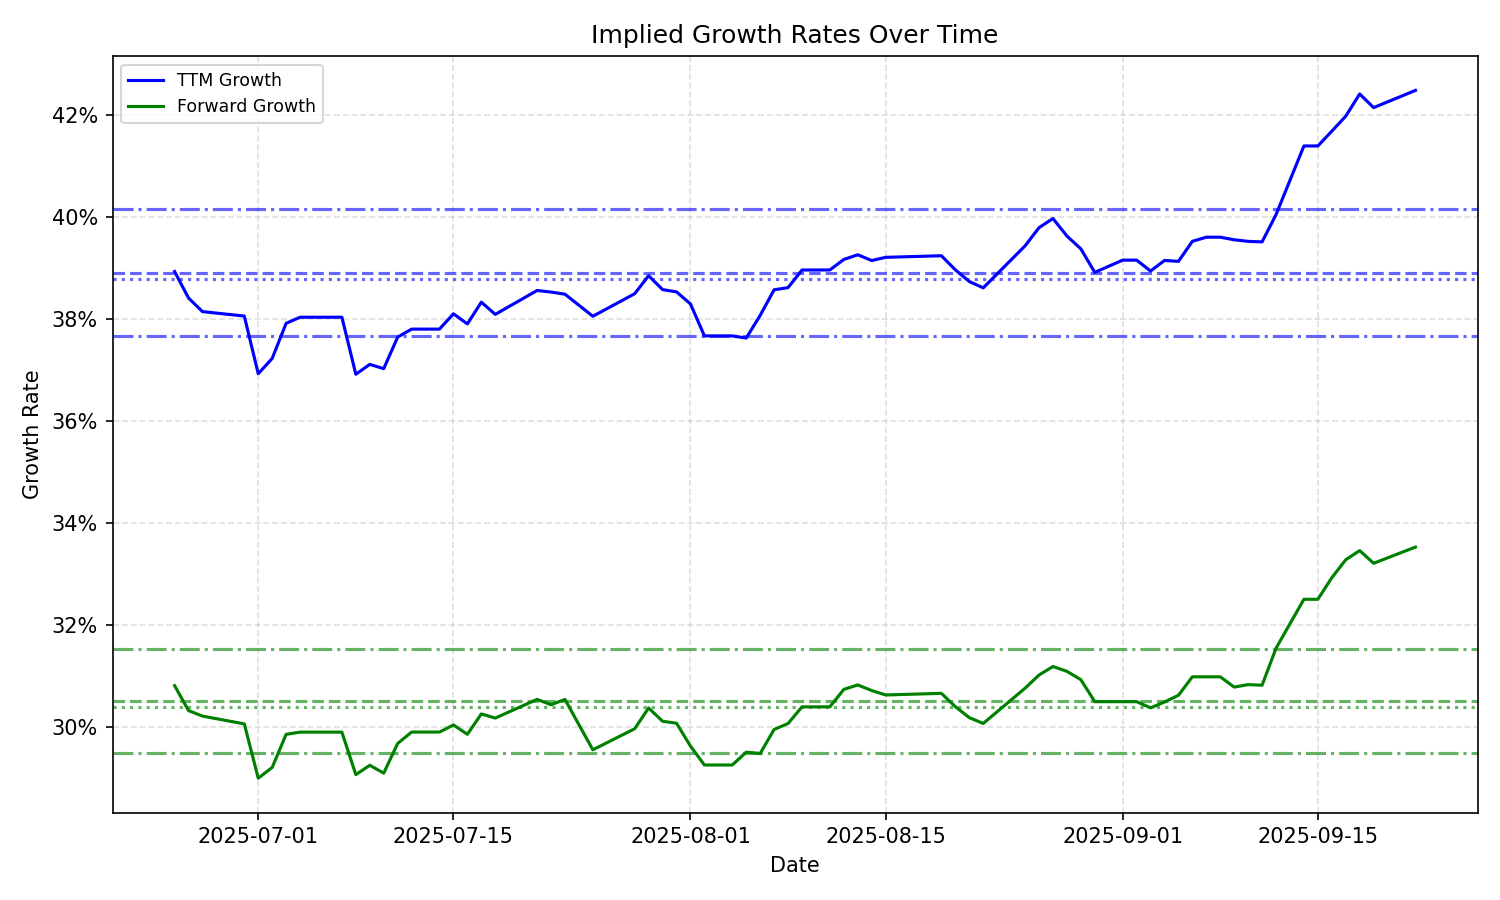 Implied Growth Rates Over Time
TTM Growth
Forward Growth
42%
40%
38%
36%
34%
32%
30%
Growth Rate
2025-07-01
2025-07-15
2025-08-01
2025-08-15
2025-09-01
2025-09-15
Date